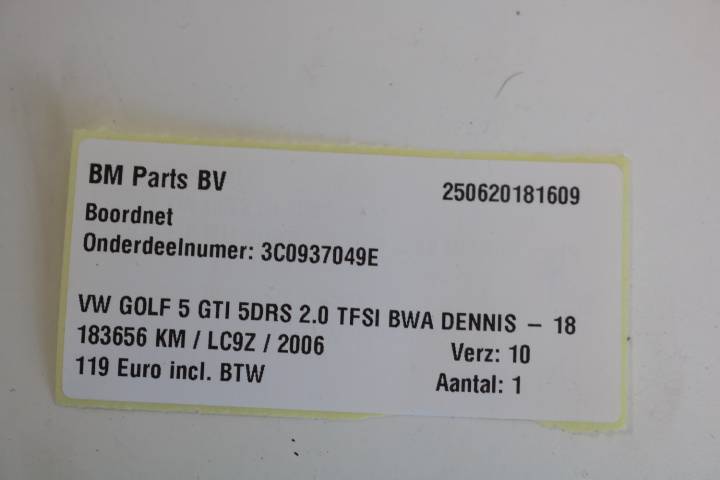 BM Parts BV 250620181609
Boordnet
Onderdeelnumer: 3C0937049E
VW GOLF 5 GTI 5DRS 2.0 TFSI BWA DENNIS – 18
183656 KM / LC9Z / 2006 Verz: 10
119 Euro incl. BTW Aantal: 1